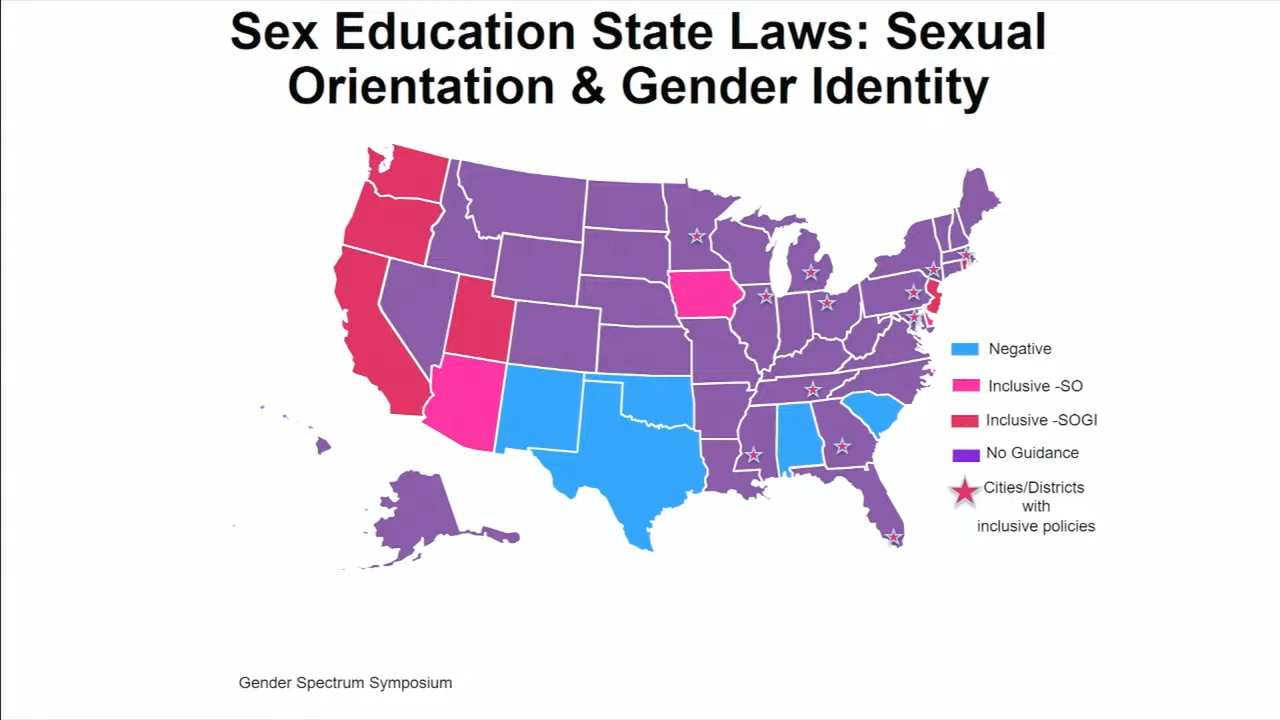 Sex Education State Laws: Sexual
Orientation & Gender Identity
Negative
Inclusive -SO
Inclusive -SOGI
No Guidance
Cities/Districts
with
inclusive policies
Gender Spectrum Symposium